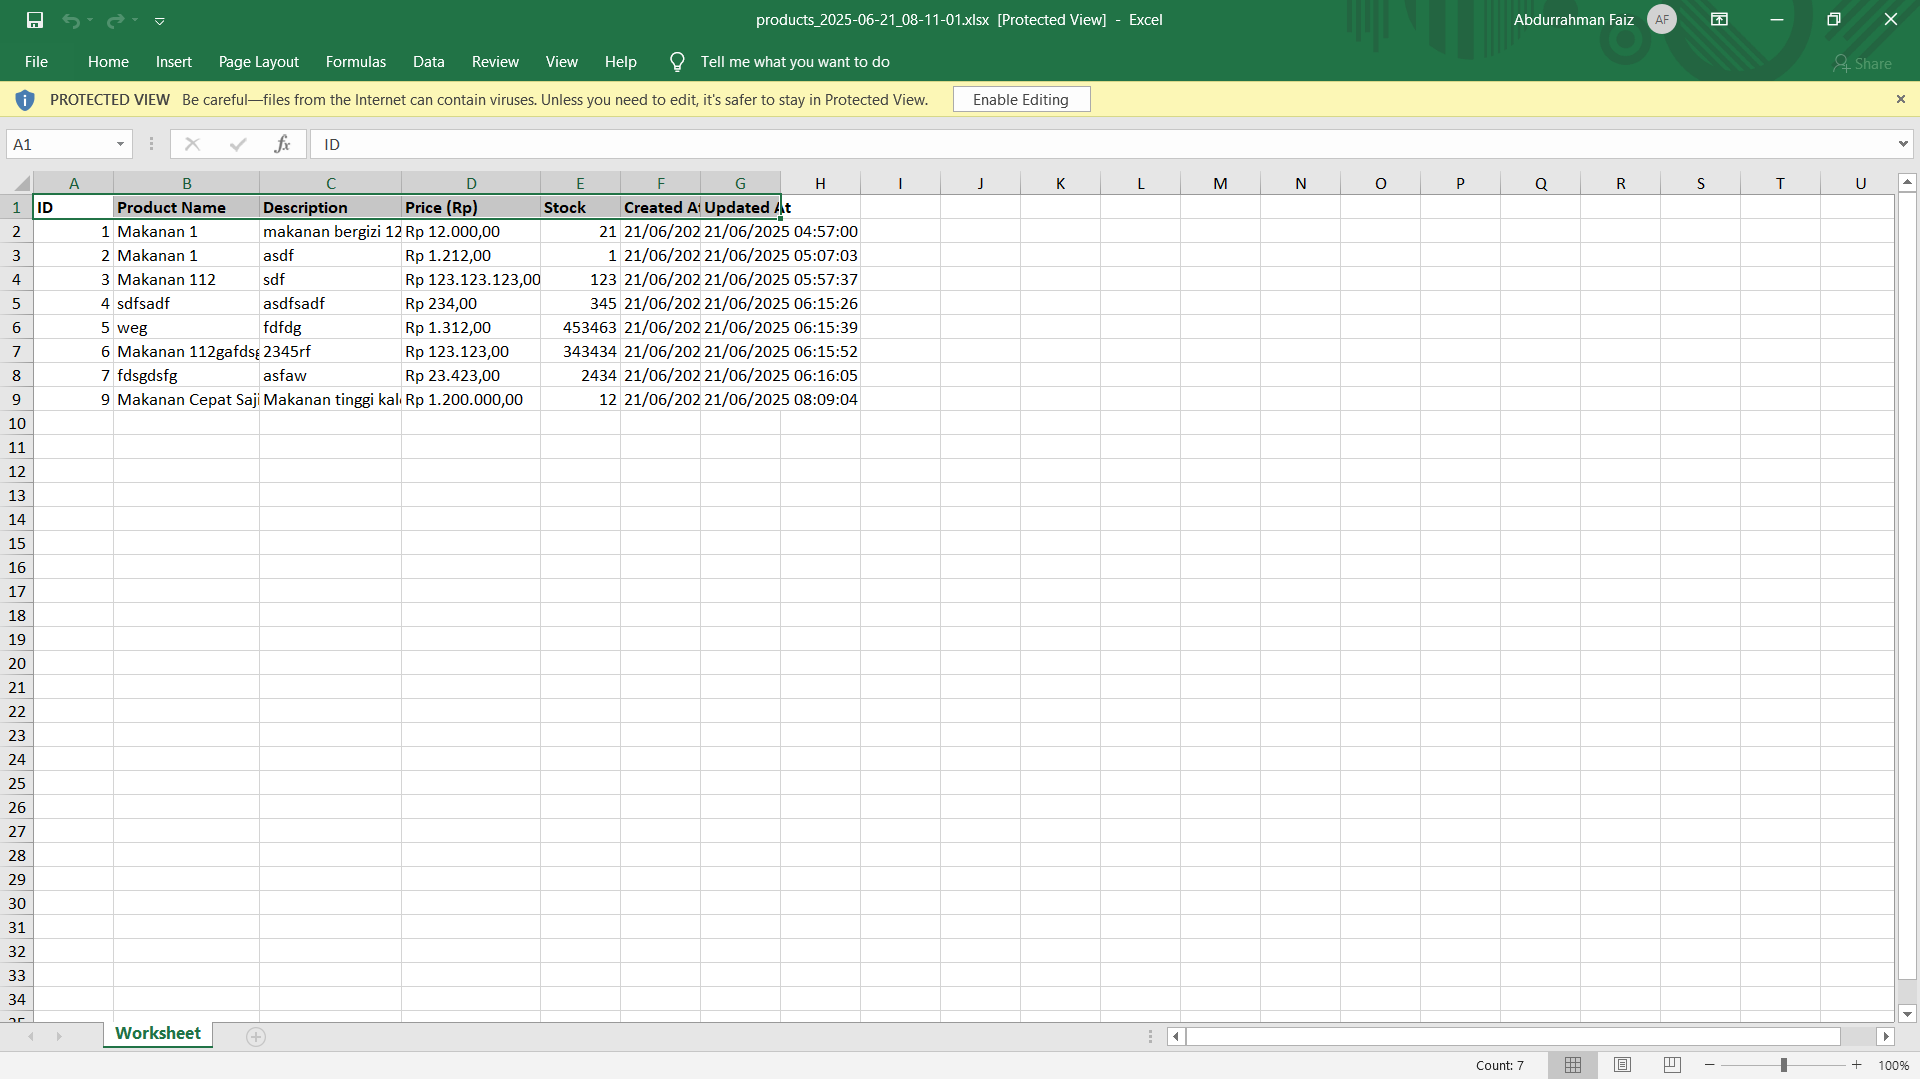 products_2025-06-21_08-11-01.xlsx [Protected View] - Excel
Abdurrahman Faiz AF
File Home Insert Page Layout Formulas Data Review View Help Tell me what you want to do Share
PROTECTED VIEW Be careful—files from the Internet can contain viruses. Unless you need to edit, it's safer to stay in Protected View. Enable Editing
A1 fx ID
A B C D E F G H I J K L M N O P Q R S T U
1 ID Product Name Description Price (Rp) Stock Created At Updated At
2 1 Makanan 1 makanan bergizi 12 Rp 12.000,00 21 21/06/202 21/06/2025 04:57:00
3 2 Makanan 1 asdf Rp 1.212,00 1 21/06/202 21/06/2025 05:07:03
4 3 Makanan 112 sdf Rp 123.123.123,00 123 21/06/202 21/06/2025 05:57:37
5 4 sdfsadf asdfsadf Rp 234,00 345 21/06/202 21/06/2025 06:15:26
6 5 weg fdfdg Rp 1.312,00 453463 21/06/202 21/06/2025 06:15:39
7 6 Makanan 112gafdsg 2345rf Rp 123.123,00 343434 21/06/202 21/06/2025 06:15:52
8 7 fdsgdsfg asfaw Rp 23.423,00 2434 21/06/202 21/06/2025 06:16:05
9 9 Makanan Cepat Saji Makanan tinggi kal Rp 1.200.000,00 12 21/06/202 21/06/2025 08:09:04
10
11
12
13
14
15
16
17
18
19
20
21
22
23
24
25
26
27
28
29
30
31
32
33
34
Worksheet
Count: 7 100%